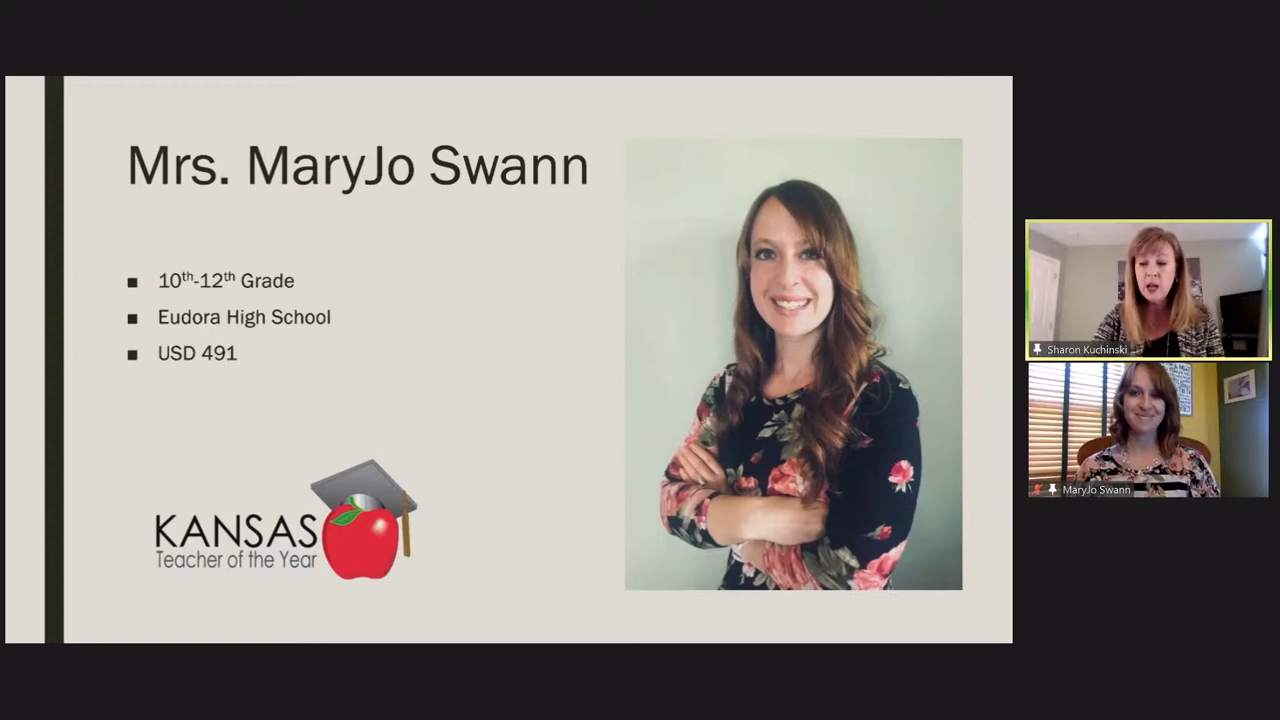 Mrs. MaryJo Swann
10th-12th Grade
Eudora High School
USD 491
KANSAS
Teacher of the Year
Sharon Kuchinski
MaryJo Swann